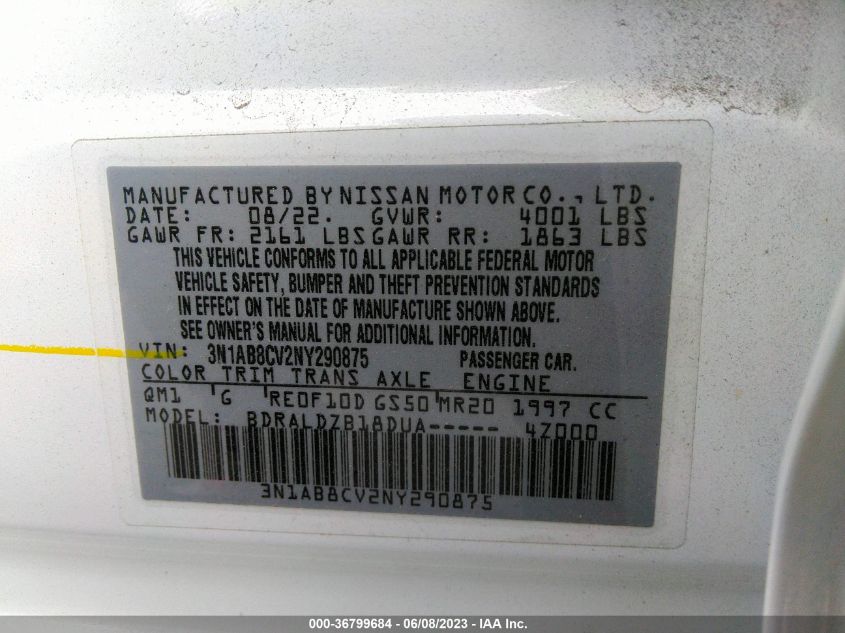 MANUFACTURED BY NISSAN MOTOR CO., LTD.
DATE: 08/22. GVWR: 4001 LBS
GAWR FR: 2161 LBS GAWR RR: 1863 LBS
THIS VEHICLE CONFORMS TO ALL APPLICABLE FEDERAL MOTOR
VEHICLE SAFETY, BUMPER AND THEFT PREVENTION STANDARDS
IN EFFECT ON THE DATE OF MANUFACTURE SHOWN ABOVE.
SEE OWNER'S MANUAL FOR ADDITIONAL INFORMATION.
VIN: 3N1AB8CV2NY290875 PASSENGER CAR.
COLOR TRIM TRANS AXLE ENGINE
QM1 G RE0F10D GS50 MR20 1997 CC
MODEL: BDRALDZB18DUA----- 4Z000
3N1AB8CV2NY290875
000-36799684 - 06/08/2023 - IAA Inc.